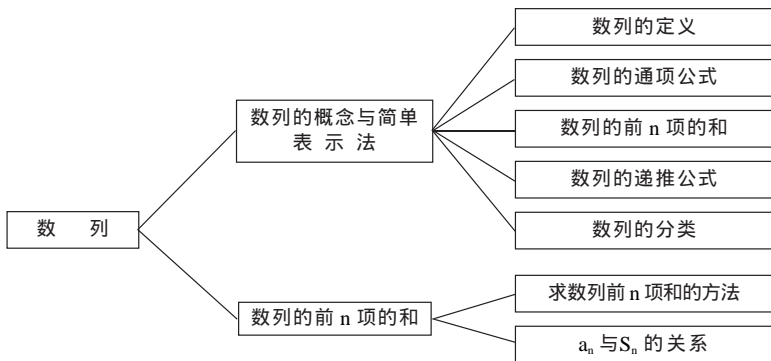 数列
数列的概念与简单
表示法
数列的前 n 项的和
数列的定义
数列的通项公式
数列的前 n 项的和
数列的递推公式
数列的分类
求数列前 n 项和的方法
aₙ 与Sₙ 的关系